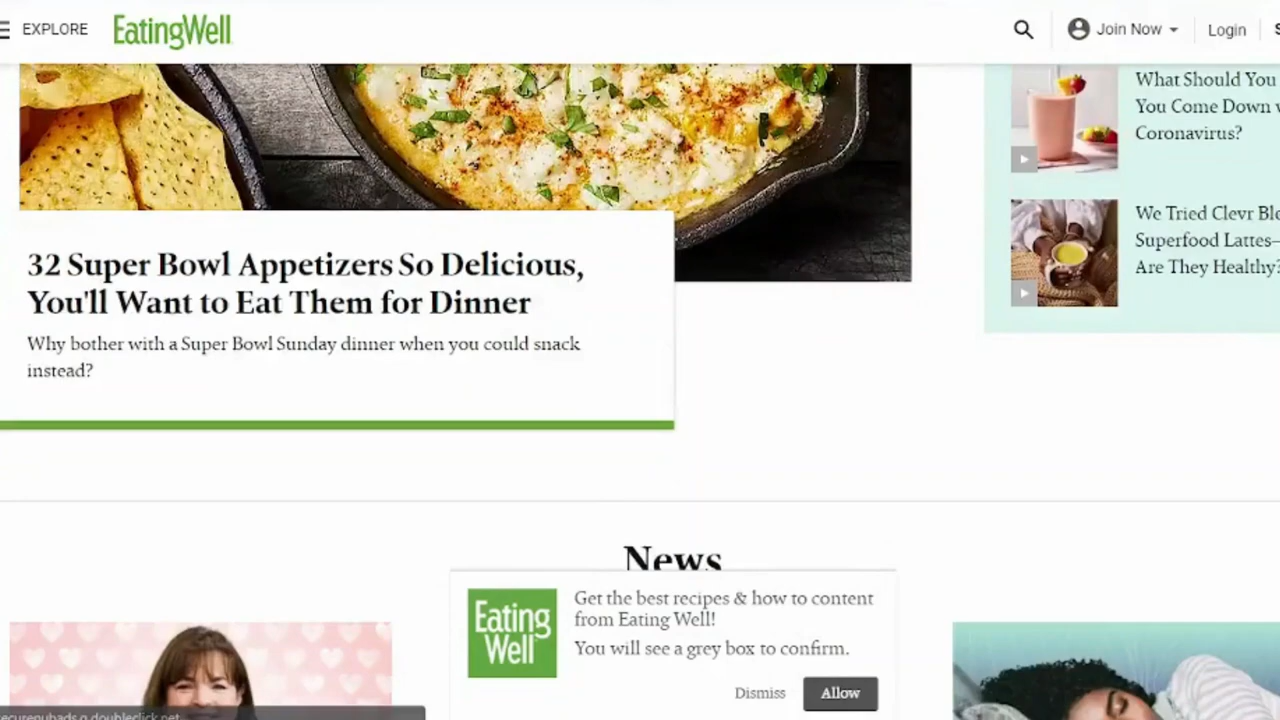 EXPLORE
EatingWell
Join Now
Login
What Should You
You Come Down
Coronavirus?
We Tried Clevr
Superfood Lattes—
Are They Healthy?
32 Super Bowl Appetizers So Delicious,
You'll Want to Eat Them for Dinner
Why bother with a Super Bowl Sunday dinner when you could snack
instead?
News
Eating
Well
Get the best recipes & how to content
from Eating Well!
You will see a grey box to confirm.
Dismiss
Allow